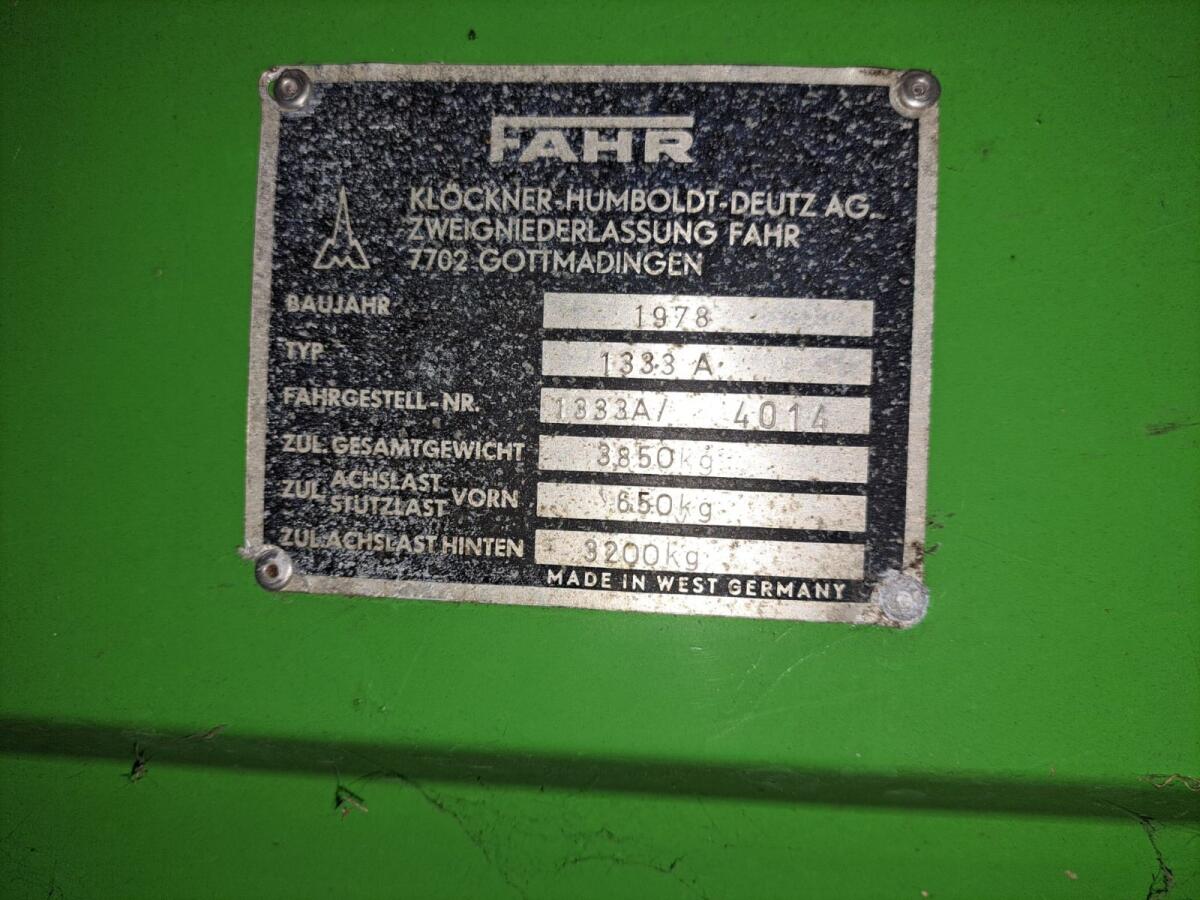 FAHR
KLÖCKNER-HUMBOLDT-DEUTZ AG
ZWEIGNIEDERLASSUNG FAHR
7702 GOTTMADINGEN
BAUJAHR 1978
TYP 1333 A
FAHRGESTELL-NR. 1333A/ 4014
ZUL. GESAMTGEWICHT 3850kg
ZUL. ACHSLAST STÜTZLAST VORN 650kg
ZUL. ACHSLAST HINTEN 3200kg
MADE IN WEST GERMANY